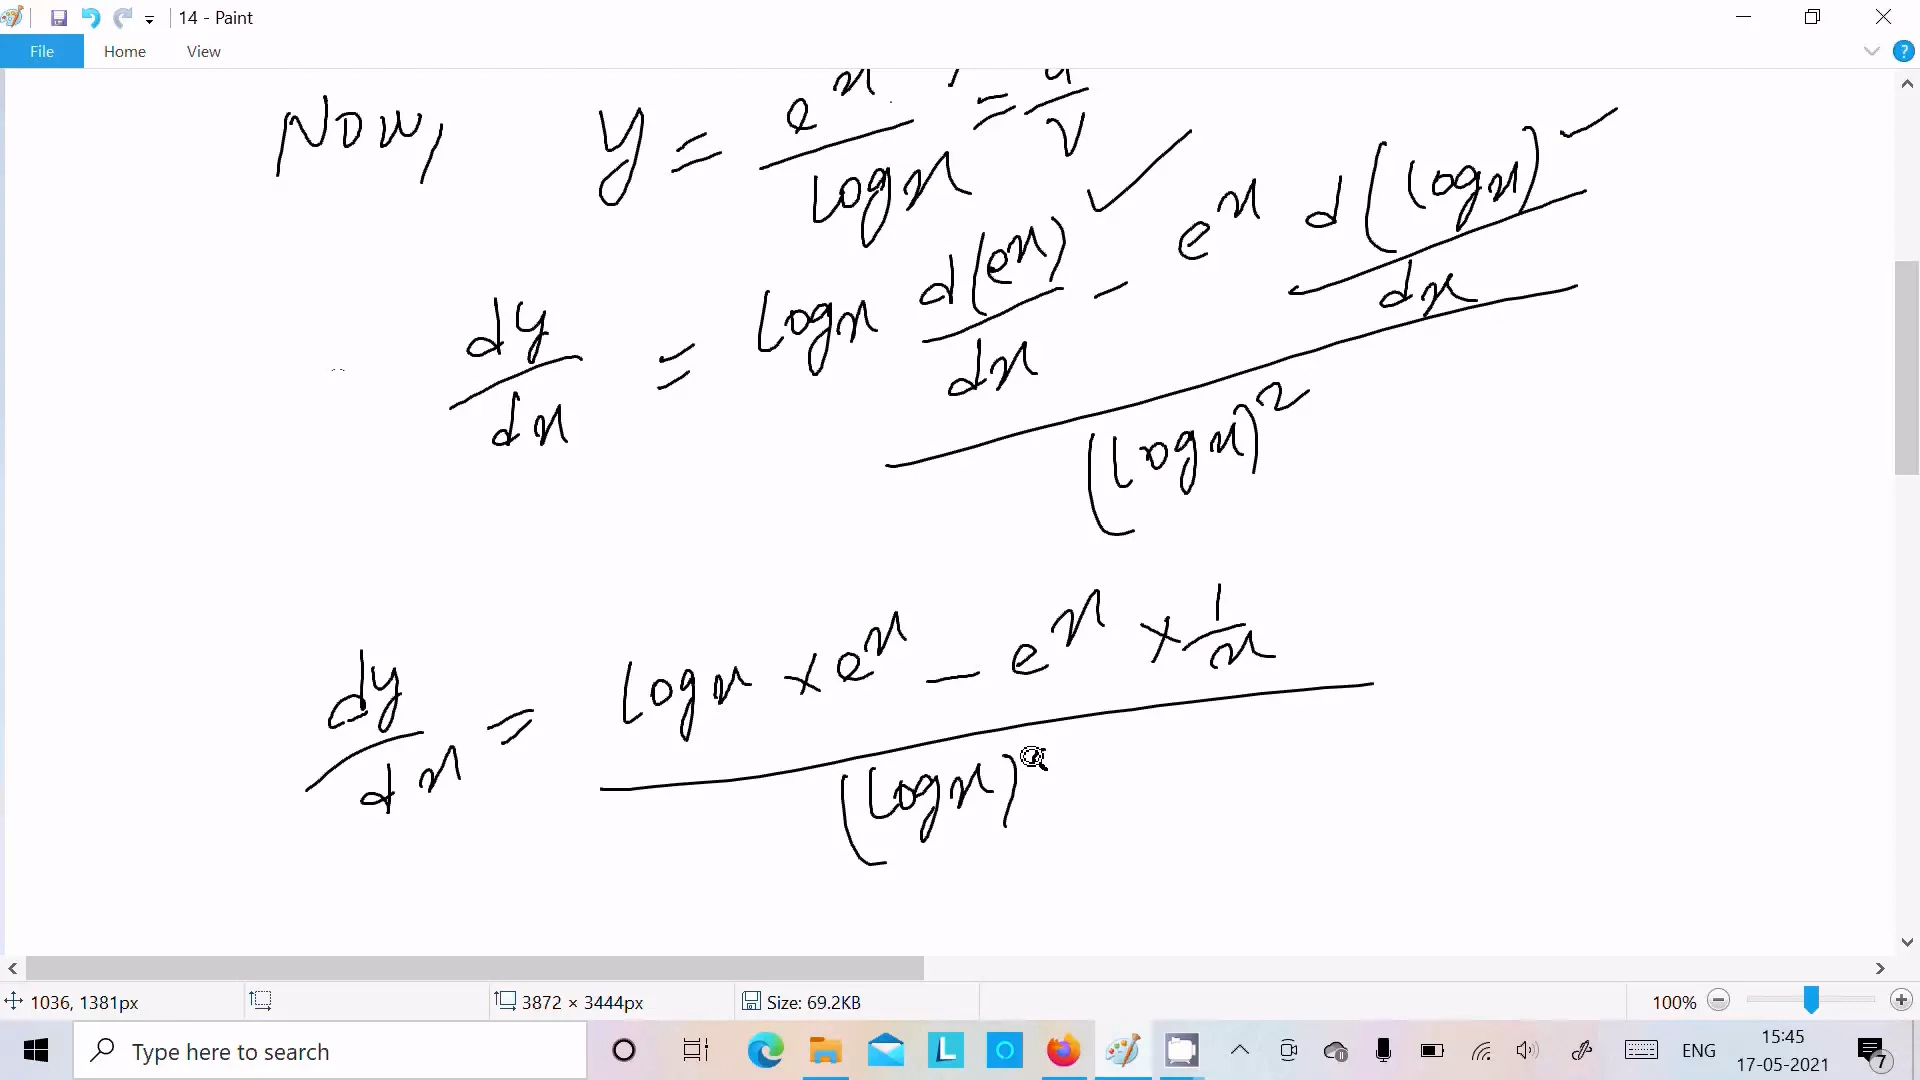 14 - Paint
File Home View
Now, y = e^x / log x = u/v
dy/dx = (log x d(e^x)/dx - e^x d(log x)/dx) / (log x)^2
dy/dx = (log x × e^x - e^x × 1/x) / (log x)^2
1036, 1381px 3872 × 3444px Size: 69.2KB 100%
Type here to search L ENG 15:45
17-05-2021 7